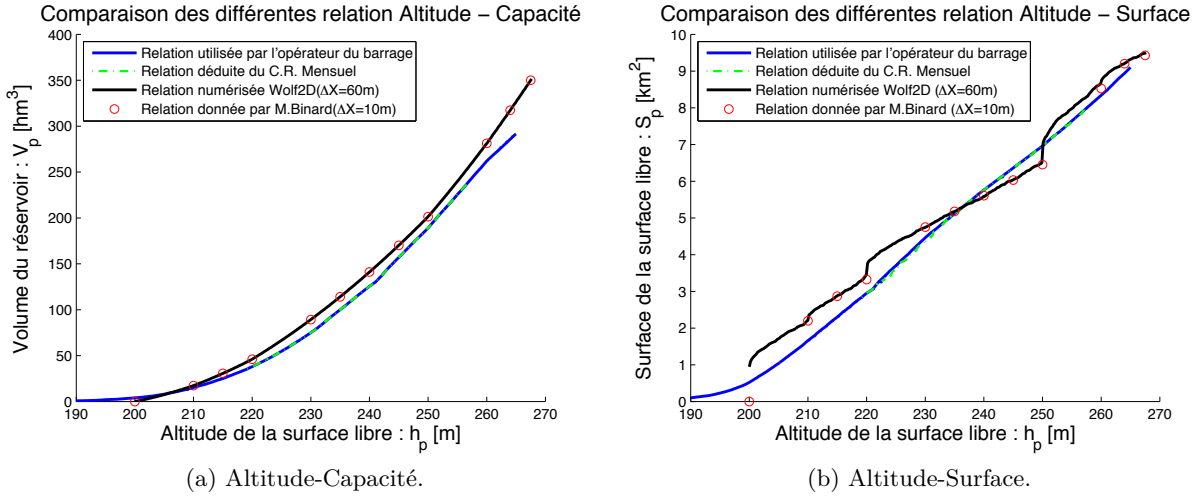 Comparaison des différentes relation Altitude − Capacité
400
350
300
250
200
150
100
50
0
190 200 210 220 230 240 250 260 270
Volume du réservoir : V_p [hm³]
Altitude de la surface libre : h_p [m]
Relation utilisée par l'opérateur du barrage
Relation déduite du C.R. Mensuel
Relation numérisée Wolf2D(ΔX=60m)
Relation donnée par M.Binard(ΔX=10m)
(a) Altitude-Capacité.
Comparaison des différentes relation Altitude − Surface
10
9
8
7
6
5
4
3
2
1
0
190 200 210 220 230 240 250 260 270
Surface de la surface libre : S_p [km²]
Altitude de la surface libre : h_p [m]
Relation utilisée par l'opérateur du barrage
Relation déduite du C.R. Mensuel
Relation numérisée Wolf2D (ΔX=60m)
Relation donnée par M.Binard (ΔX=10m)
(b) Altitude-Surface.